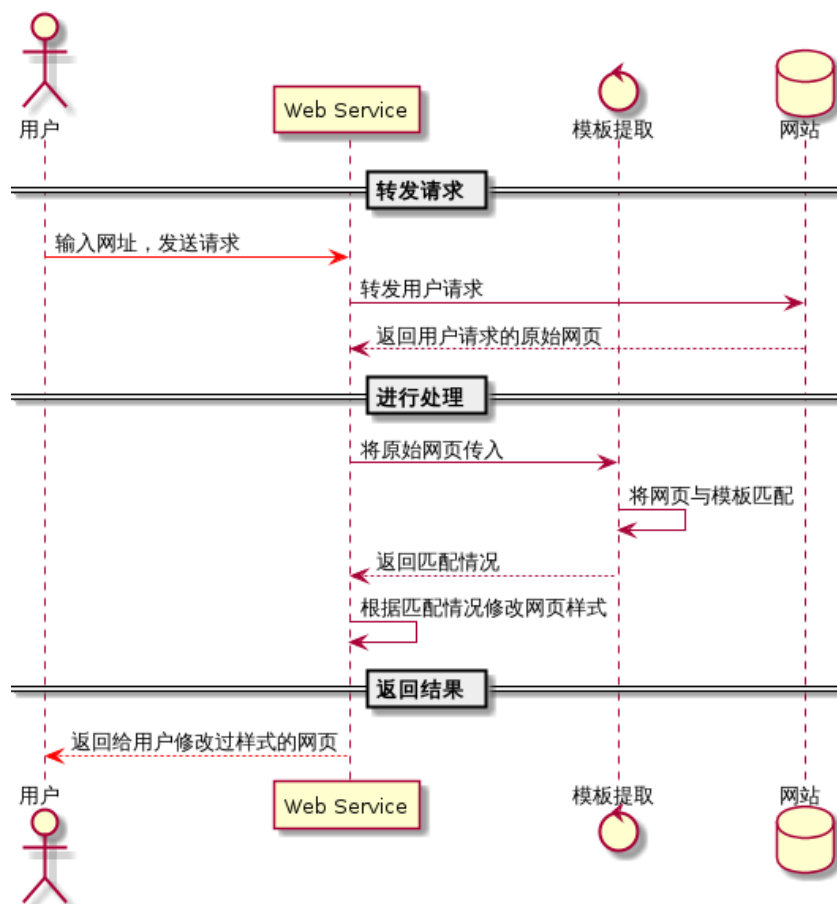 用户
Web Service
模板提取
网站
转发请求
输入网址，发送请求
转发用户请求
返回用户请求的原始网页
进行处理
将原始网页传入
将网页与模板匹配
返回匹配情况
根据匹配情况修改网页样式
返回结果
返回给用户修改过样式的网页
用户
Web Service
模板提取
网站